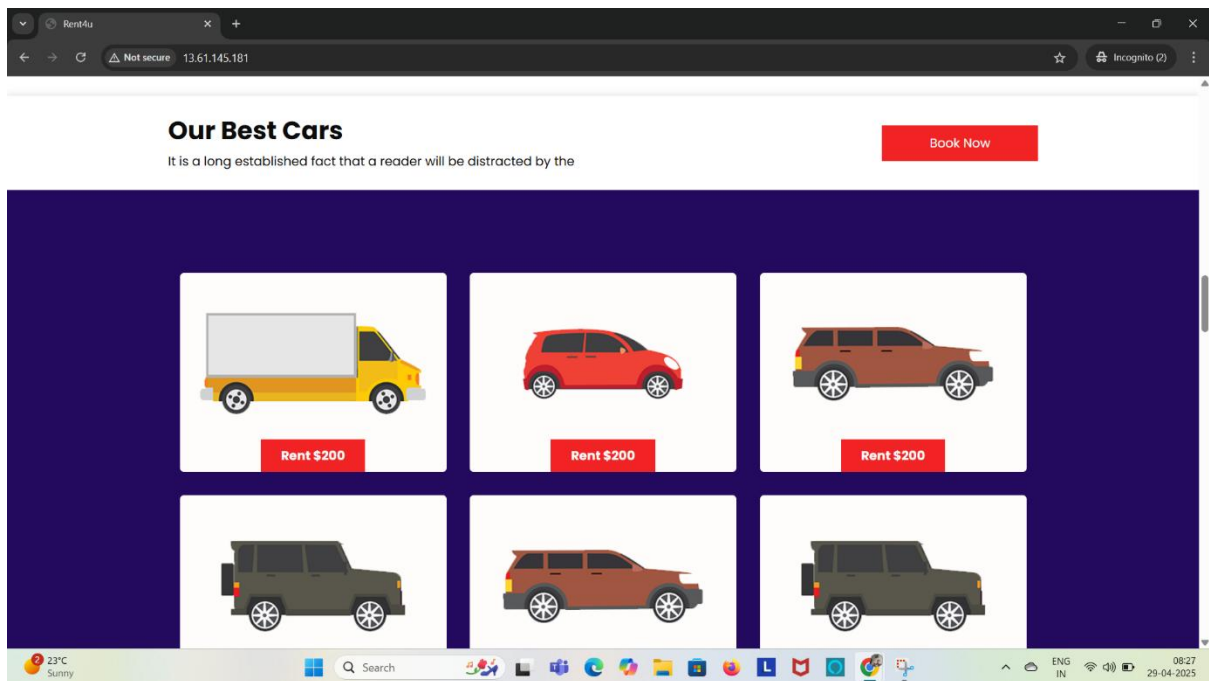 Rent4u
Not secure
13.61.145.181
Incognito (2)
Our Best Cars
It is a long established fact that a reader will be distracted by the
Book Now
Rent $200
Rent $200
Rent $200
2
23°C
Sunny
Search
L
ENG
IN
08:27
29-04-2025